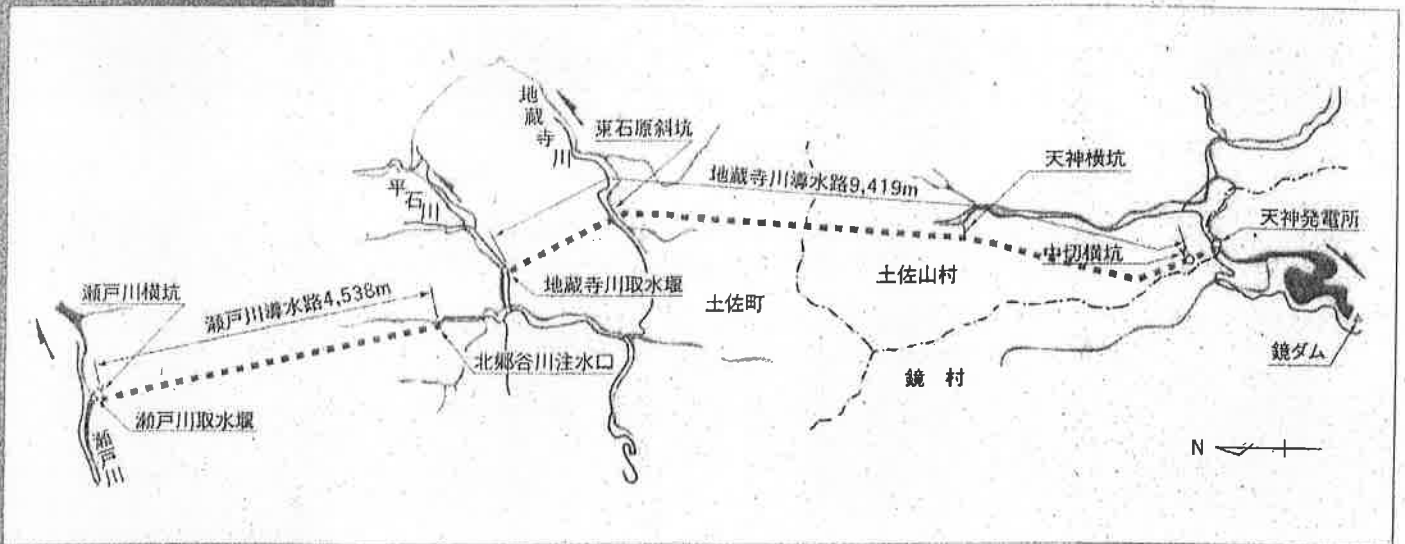 地蔵寺川
東石原斜坑
地蔵寺川導水路9,419m
天神横坑
平石川
天神発電所
中切横坑
瀬戸川横坑
瀬戸川導水路4,538m
地蔵寺川取水堰
土佐町
土佐山村
北郷谷川注水口
鏡村
鏡ダム
瀬戸川取水堰
瀬戸川
N